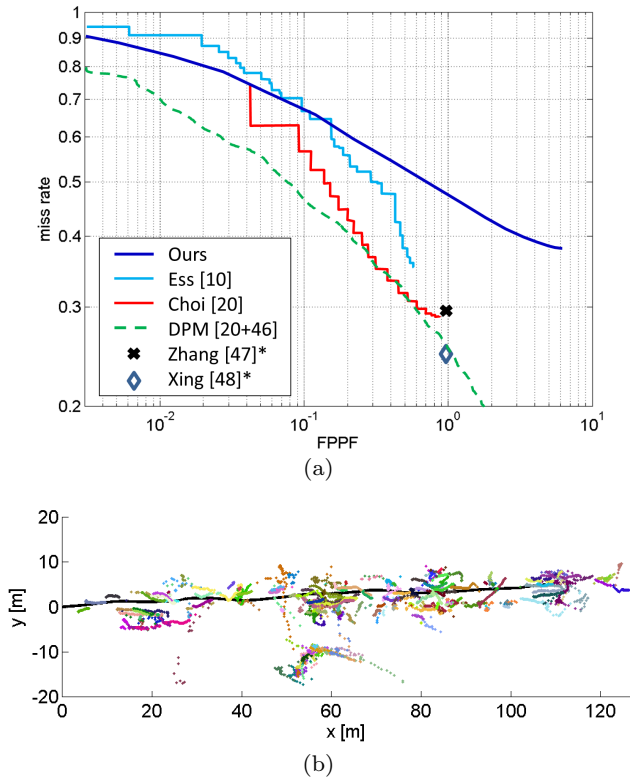 1
0.9
0.8
0.7
0.6
0.5
0.4
0.3
0.2
miss rate
Ours
Ess [10]
Choi [20]
DPM [20+46]
Zhang [47]*
Xing [48]*
10^-2
10^-1
10^0
10^1
FPPF
(a)
20
10
0
-10
-20
y [m]
0
20
40
60
80
100
120
x [m]
(b)